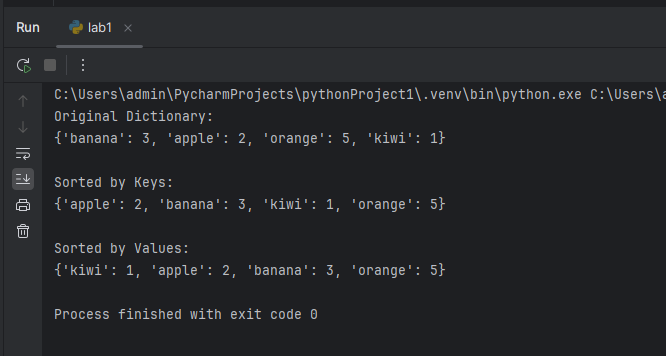 Run lab1
C:\Users\admin\PycharmProjects\pythonProject1\.venv\bin\python.exe C:\Users\
Original Dictionary:
{'banana': 3, 'apple': 2, 'orange': 5, 'kiwi': 1}
Sorted by Keys:
{'apple': 2, 'banana': 3, 'kiwi': 1, 'orange': 5}
Sorted by Values:
{'kiwi': 1, 'apple': 2, 'banana': 3, 'orange': 5}
Process finished with exit code 0